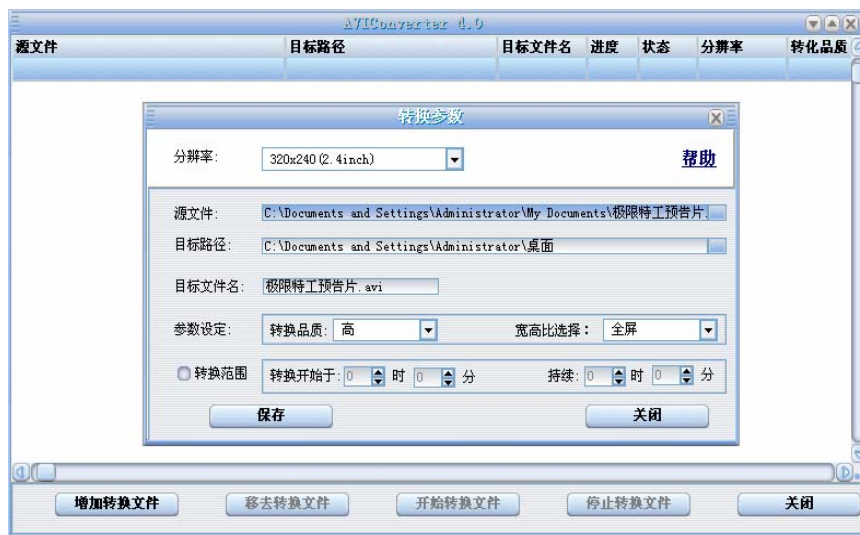 AVIConverter 4.0
源文件 目标路径 目标文件名 进度 状态 分辨率 转化品质
转换参数
分辨率: 320x240(2.4inch) 帮助
源文件: C:\Documents and Settings\Administrator\My Documents\极限特工预告片.
目标路径: C:\Documents and Settings\Administrator\桌面
目标文件名: 极限特工预告片.avi
参数设定: 转换品质: 高 宽高比选择: 全屏
转换范围 转换开始于: 0 时 0 分 持续: 0 时 0 分
保存 关闭
增加转换文件 移去转换文件 开始转换文件 停止转换文件 关闭